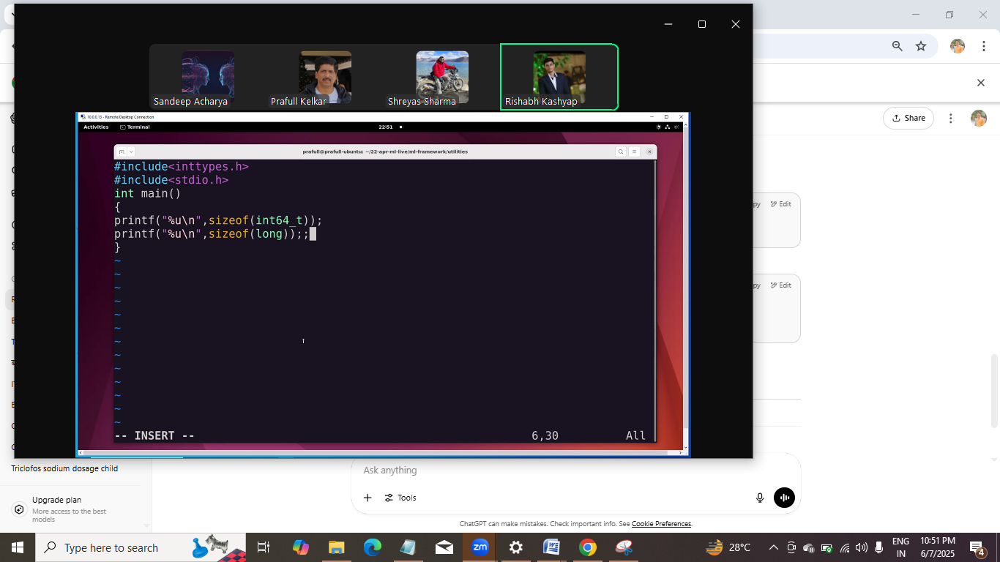 Sandeep Acharya
Prafull Kelkar
Shreyas Sharma
Rishabh Kashyap
10.0.0.13 - Remote Desktop Connection
Activities
Terminal
22:51
prafull@prafull-ubuntu: ~/22-apr-ml-live/ml-framework/utilities
#include<inttypes.h>
#include<stdio.h>
int main()
{
printf("%u\n",sizeof(int64_t));
printf("%u\n",sizeof(long));;
}
~
~
~
~
~
~
~
~
~
~
~
~
~
-- INSERT --
6,30
All
Share
Edit
Edit
Triclofos sodium dosage child
Upgrade plan
More access to the best
models
Ask anything
Tools
ChatGPT can make mistakes. Check important info. See Cookie Preferences.
Type here to search
zm
28°C
ENG
IN
10:51 PM
6/7/2025
4